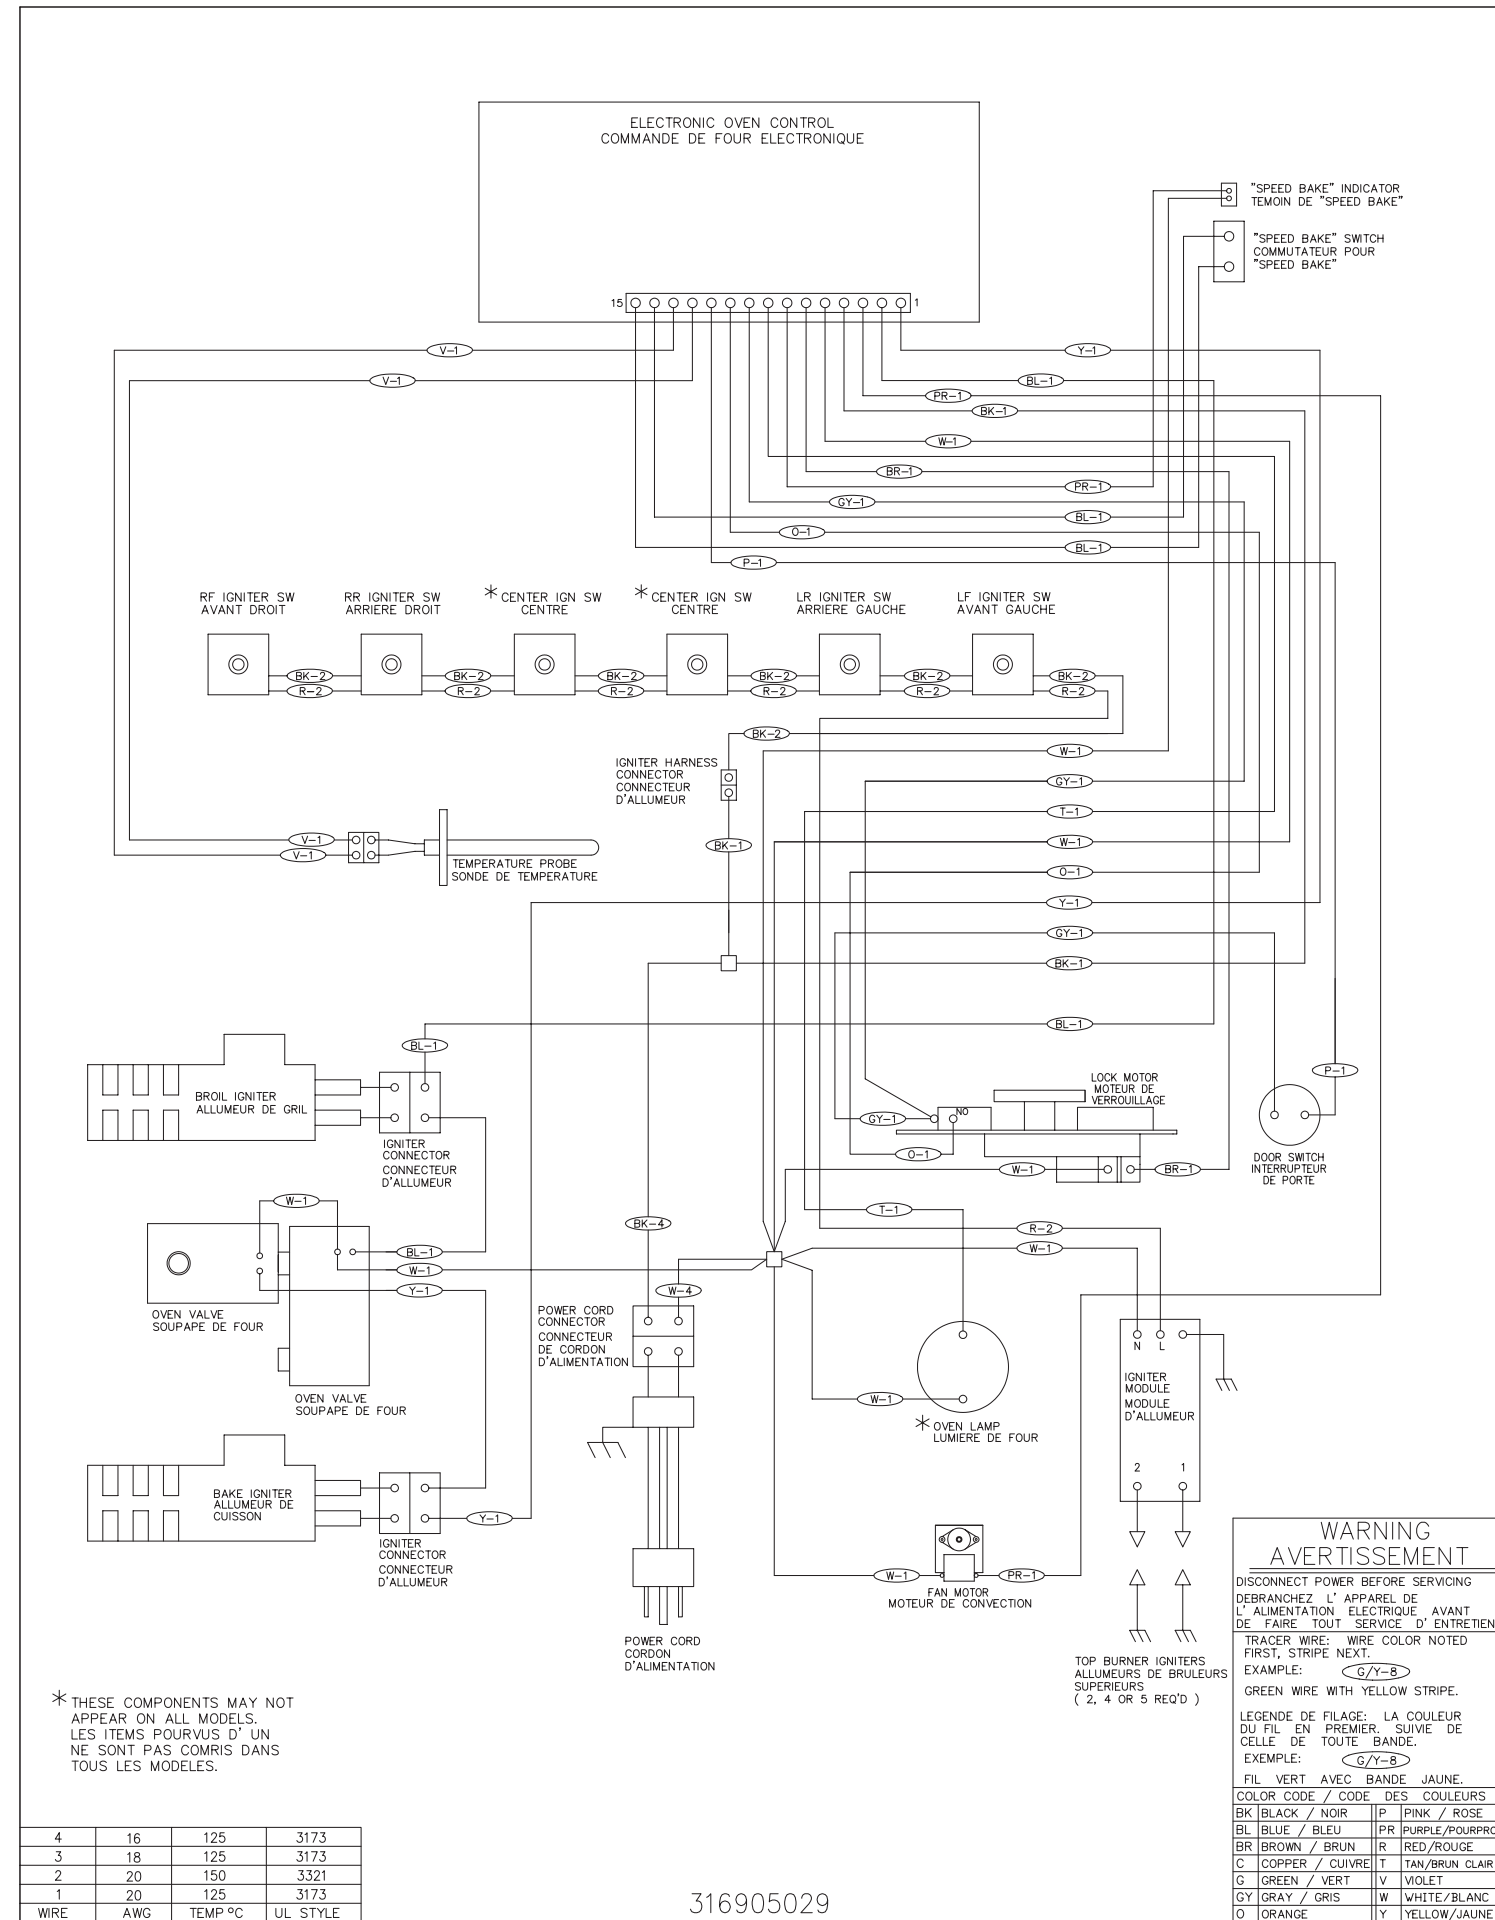 ELECTRONIC OVEN CONTROL
COMMANDE DE FOUR ELECTRONIQUE
"SPEED BAKE" INDICATOR
TEMOIN DE "SPEED BAKE"
"SPEED BAKE" SWITCH
COMMUTATEUR POUR
"SPEED BAKE"
15
1
V-1
Y-1
V-1
BL-1
PR-1
BK-1
W-1
BR-1
PR-1
GY-1
BL-1
O-1
BL-1
P-1
RF IGNITER SW
AVANT DROIT
RR IGNITER SW
ARRIERE DROIT
*CENTER IGN SW
CENTRE
*CENTER IGN SW
CENTRE
LR IGNITER SW
ARRIERE GAUCHE
LF IGNITER SW
AVANT GAUCHE
BK-2 BK-2 BK-2 BK-2 BK-2 BK-2
R-2 R-2 R-2 R-2 R-2 R-2
BK-2
W-1
IGNITER HARNESS
CONNECTOR
CONNECTEUR
D'ALLUMEUR
GY-1
T-1
V-1
BK-1
W-1
V-1
TEMPERATURE PROBE
SONDE DE TEMPERATURE
O-1
Y-1
GY-1
BK-1
BL-1
BL-1
P-1
BROIL IGNITER
ALLUMEUR DE GRIL
IGNITER
CONNECTOR
CONNECTEUR
D'ALLUMEUR
LOCK MOTOR
MOTEUR DE
VERROUILLAGE
GY-1
NO
O-1
W-1
BR-1
DOOR SWITCH
INTERRUPTEUR
DE PORTE
W-1
BK-4
T-1
R-2
W-1
BL-1
W-1
Y-1
W-4
OVEN VALVE
SOUPAPE DE FOUR
POWER CORD
CONNECTOR
CONNECTEUR
DE CORDON
D'ALIMENTATION
OVEN VALVE
SOUPAPE DE FOUR
W-1
*OVEN LAMP
LUMIERE DE FOUR
N L
IGNITER
MODULE
MODULE
D'ALLUMEUR
2 1
BAKE IGNITER
ALLUMEUR DE
CUISSON
Y-1
IGNITER
CONNECTOR
CONNECTEUR
D'ALLUMEUR
W-1
PR-1
FAN MOTOR
MOTEUR DE CONVECTION
POWER CORD
CORDON
D'ALIMENTATION
TOP BURNER IGNITERS
ALLUMEURS DE BRULEURS
SUPERIEURS
( 2, 4 OR 5 REQ'D )
*THESE COMPONENTS MAY NOT
APPEAR ON ALL MODELS.
LES ITEMS POURVUS D' UN
NE SONT PAS COMRIS DANS
TOUS LES MODELES.
WARNING
AVERTISSEMENT
DISCONNECT POWER BEFORE SERVICING
DEBRANCHEZ L' APPAREL DE
L' ALIMENTATION ELECTRIQUE AVANT
DE FAIRE TOUT SERVICE D' ENTRETIEN
TRACER WIRE: WIRE COLOR NOTED
FIRST, STRIPE NEXT.
EXAMPLE: G/Y-8
GREEN WIRE WITH YELLOW STRIPE.
LEGENDE DE FILAGE: LA COULEUR
DU FIL EN PREMIER. SUIVIE DE
CELLE DE TOUTE BANDE.
EXEMPLE: G/Y-8
FIL VERT AVEC BANDE JAUNE.
COLOR CODE / CODE DES COULEURS
BK BLACK / NOIR P PINK / ROSE
BL BLUE / BLEU PR PURPLE/POURPRO
BR BROWN / BRUN R RED/ROUGE
C COPPER / CUIVRE T TAN/BRUN CLAIR
G GREEN / VERT V VIOLET
GY GRAY / GRIS W WHITE/BLANC
O ORANGE Y YELLOW/JAUNE
4 16 125 3173
3 18 125 3173
2 20 150 3321
1 20 125 3173
WIRE AWG TEMP °C UL STYLE
316905029